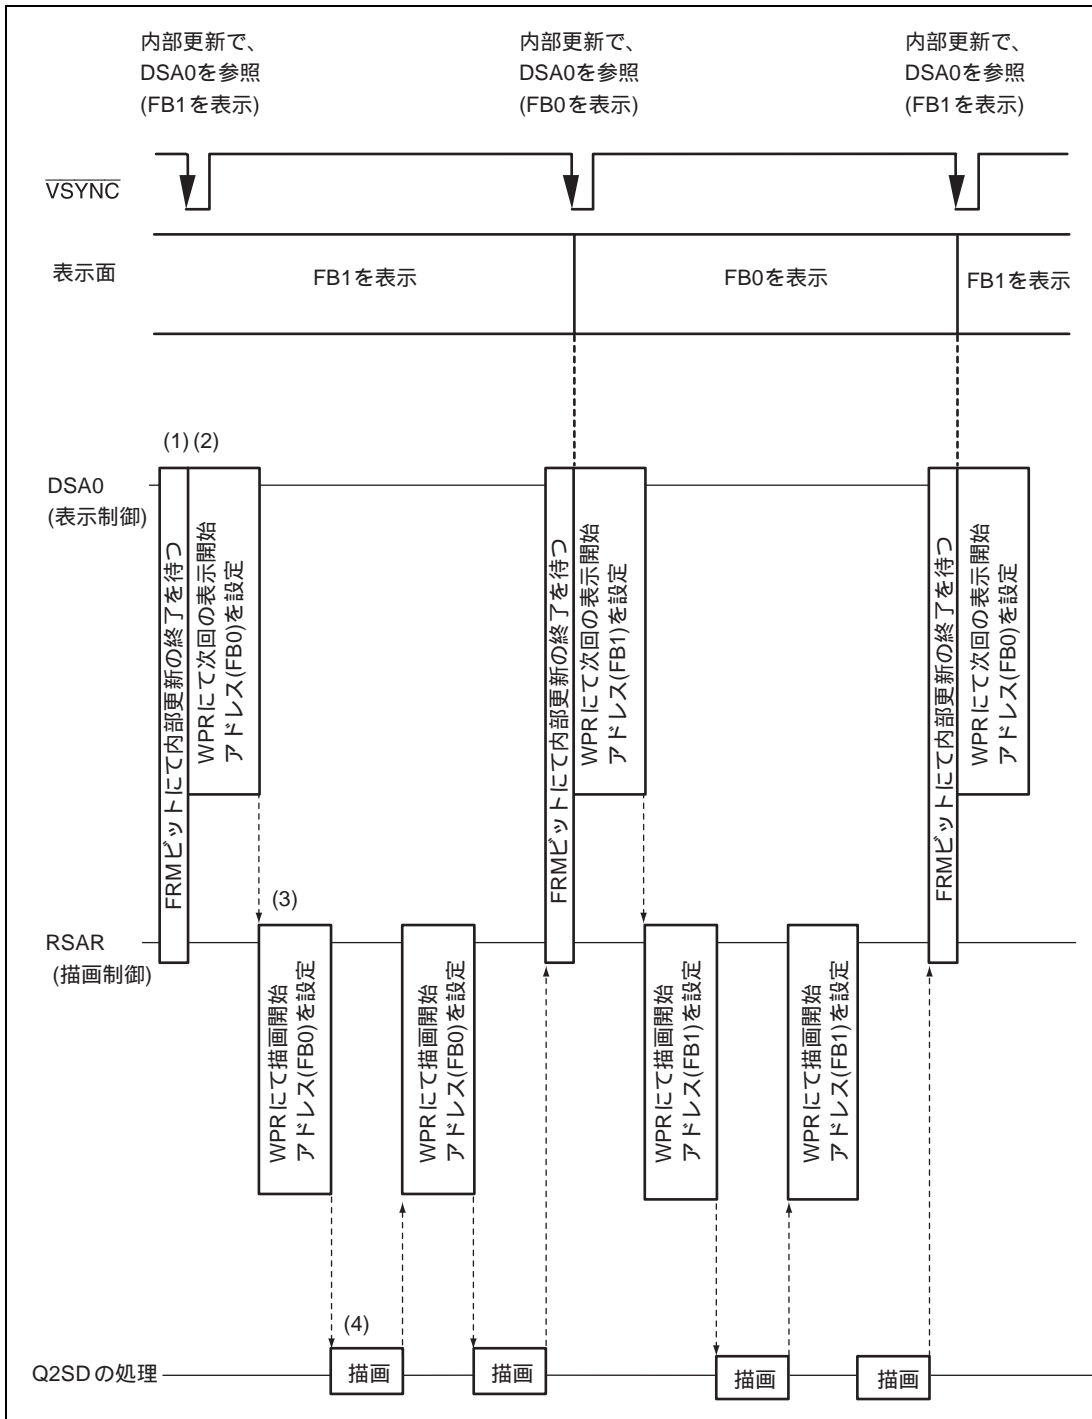 内部更新で、
DSA0を参照
(FB1を表示)
内部更新で、
DSA0を参照
(FB0を表示)
内部更新で、
DSA0を参照
(FB1を表示)
VSYNC
表示面
FB1を表示
FB0を表示
FB1を表示
(1) (2)
DSA0
(表示制御)
FRMビットにて内部更新の終了を待つ
WPRにて次回の表示開始
アドレス(FB0)を設定
FRMビットにて内部更新の終了を待つ
WPRにて次回の表示開始
アドレス(FB1)を設定
FRMビットにて内部更新の終了を待つ
WPRにて次回の表示開始
アドレス(FB0)を設定
(3)
RSAR
(描画制御)
WPRにて描画開始
アドレス(FB0)を設定
WPRにて描画開始
アドレス(FB0)を設定
WPRにて描画開始
アドレス(FB1)を設定
WPRにて描画開始
アドレス(FB1)を設定
(4)
Q2SDの処理
描画
描画
描画
描画